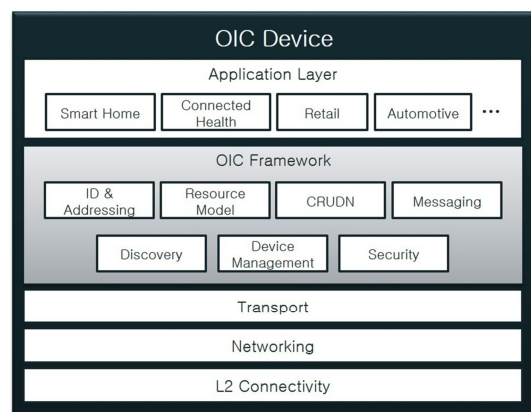 OIC Device
Application Layer
Smart Home
Connected
Health
Retail
Automotive
...
OIC Framework
ID &
Addressing
Resource
Model
CRUDN
Messaging
Discovery
Device
Management
Security
Transport
Networking
L2 Connectivity